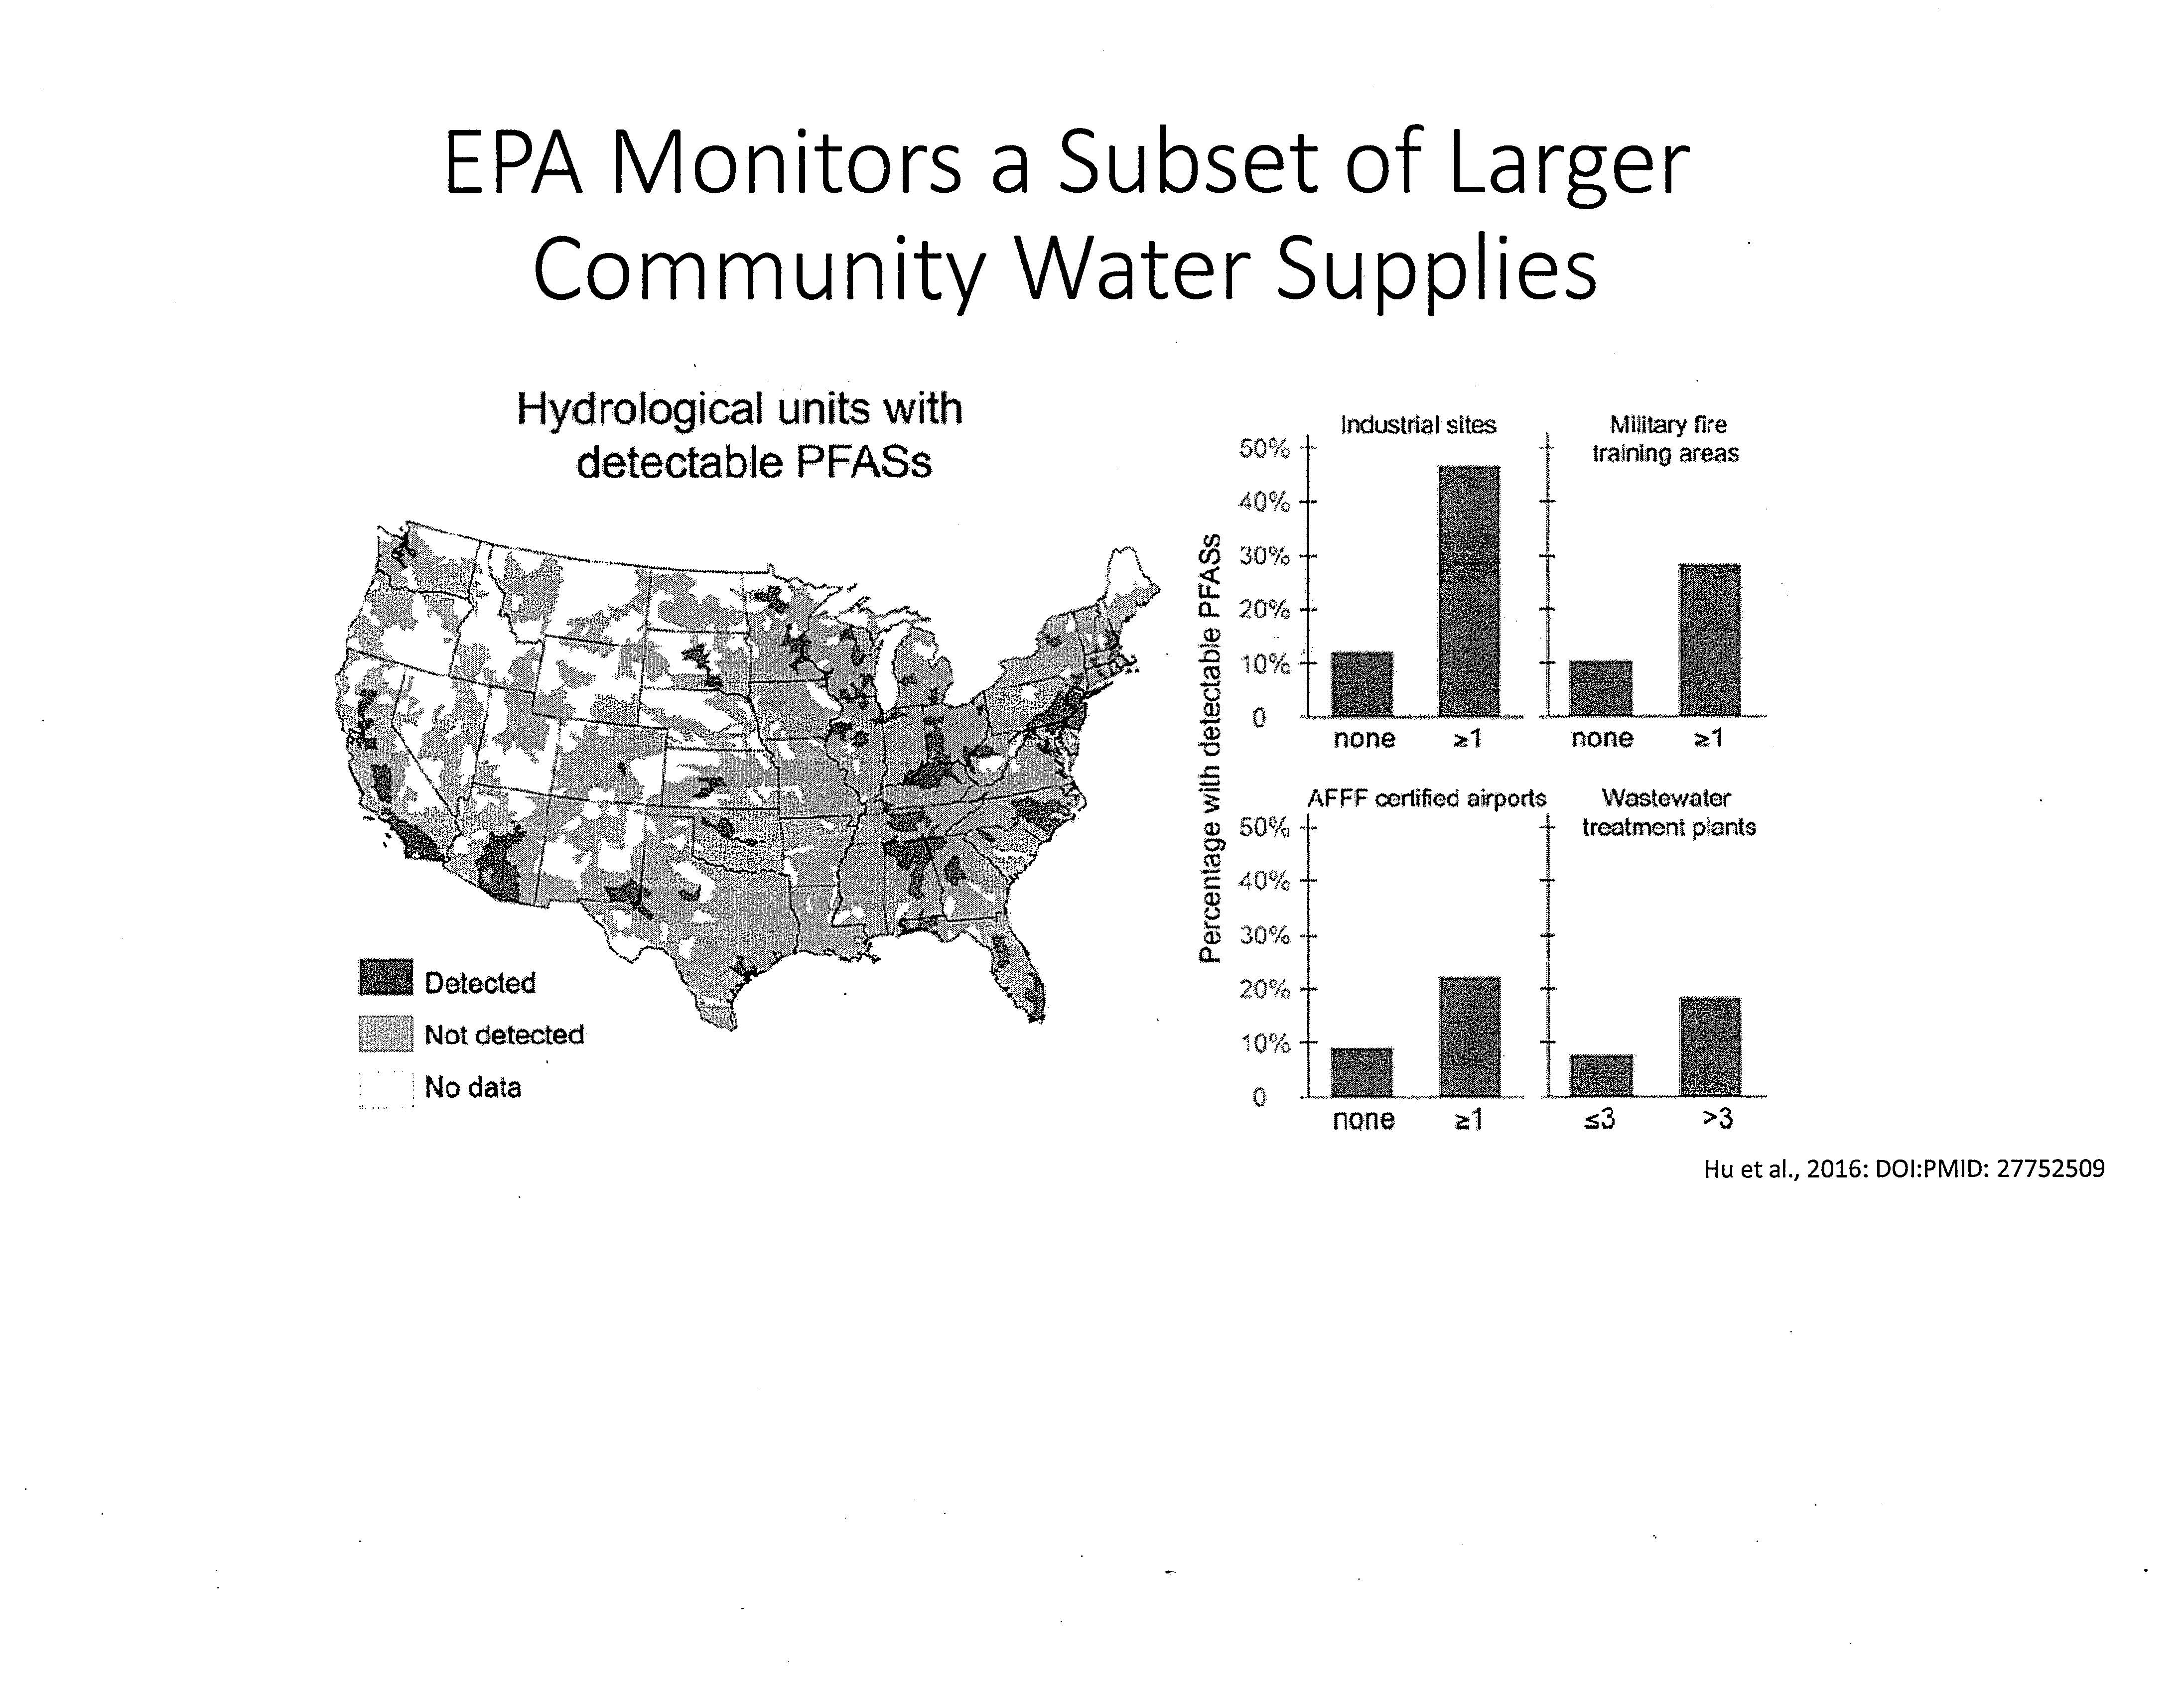 EPA Monitors a Subset of Larger
Community Water Supplies
Hydrological units with
detectable PFASs
Detected
Not detected
No data
Percentage with detectable PFASs
Industrial sites
50%
40%
30%
20%
10%
0
none
≥1
Military fire
training areas
none
≥1
AFFF certified airports
50%
40%
30%
20%
10%
0
none
≥1
Wastewater
treatment plants
≤3
>3
Hu et al., 2016: DOI:PMID: 27752509